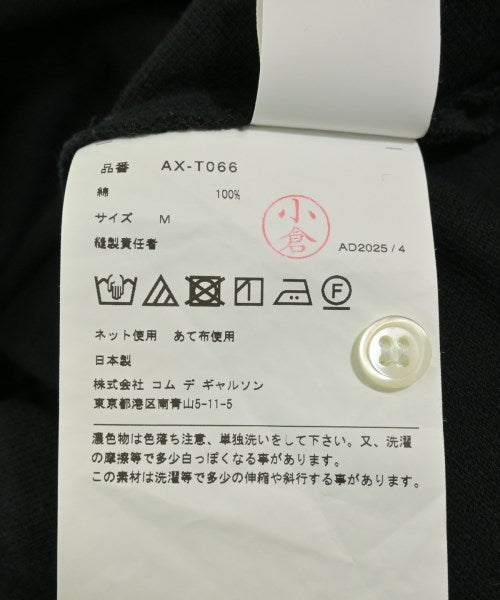 品番 AX-T066
綿 100%
サイズ M
縫製責任者
小倉
AD2025/4
F
ネット使用 あて布使用
日本製
株式会社 コム デ ギャルソン
東京都港区南青山5-11-5
濃色物は色落ち注意、単独洗いをして下さい。又、洗濯
の摩擦等で多少白っぽくなる事があります。
この素材は洗濯等で多少の伸縮や斜行する事があります。